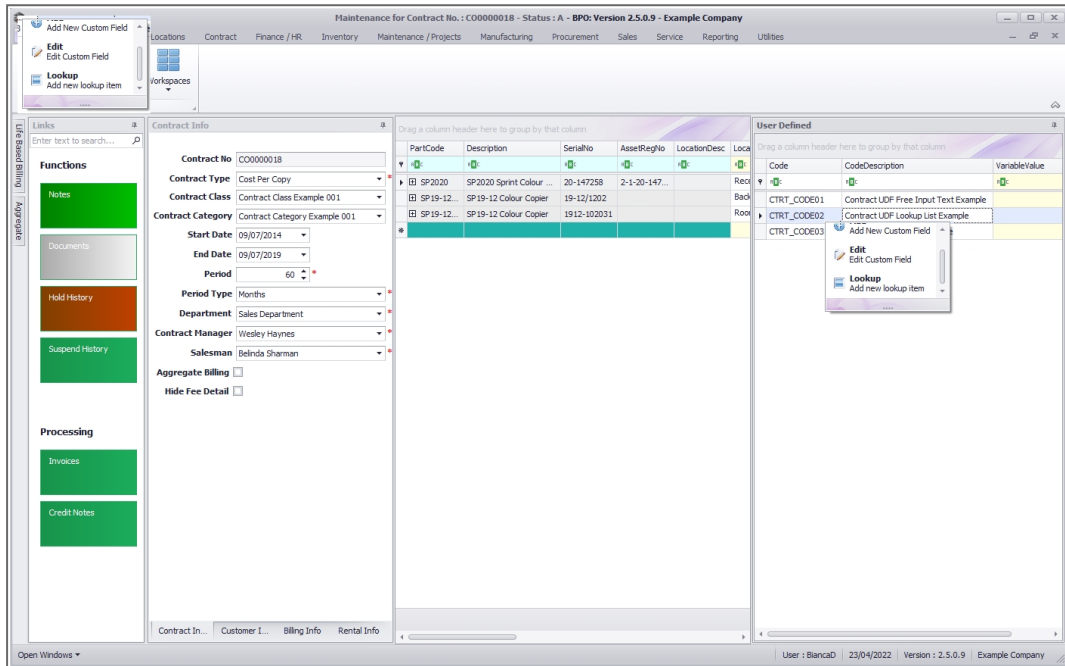 Maintenance for Contract No. : CO0000018 - Status : A - BPO: Version 2.5.0.9 - Example Company
Add New Custom Field
Edit
Edit Custom Field
Lookup
Add new lookup item
Locations Contract Finance / HR Inventory Maintenance / Projects Manufacturing Procurement Sales Service Reporting Utilities
Workspaces
Life Based Billing
Aggregate
Links
Enter text to search...
Functions
Notes
Documents
Hold History
Suspend History
Processing
Invoices
Credit Notes
Contract Info
Contract No CO0000018
Contract Type Cost Per Copy *
Contract Class Contract Class Example 001
Contract Category Contract Category Example 001
Start Date 09/07/2014
End Date 09/07/2019
Period 60 *
Period Type Months *
Department Sales Department *
Contract Manager Wesley Haynes *
Salesman Belinda Sharman *
Aggregate Billing
Hide Fee Detail
Contract In... Customer I... Billing Info Rental Info
Drag a column header here to group by that column
PartCode Description SerialNo AssetRegNo LocationDesc Loca
SP2020 SP2020 Sprint Colour ... 20-147258 2-1-20-147... Rece
SP19-12... SP19-12 Colour Copier 19-12/1202 Back
SP19-12... SP19-12 Colour Copier 1912-102031 Roor
User Defined
Drag a column header here to group by that column
Code CodeDescription VariableValue
CTRT_CODE01 Contract UDF Free Input Text Example
CTRT_CODE02 Contract UDF Lookup List Example
CTRT_CODE03
Add New Custom Field
Edit
Edit Custom Field
Lookup
Add new lookup item
Open Windows
User : BiancaD 23/04/2022 Version : 2.5.0.9 Example Company